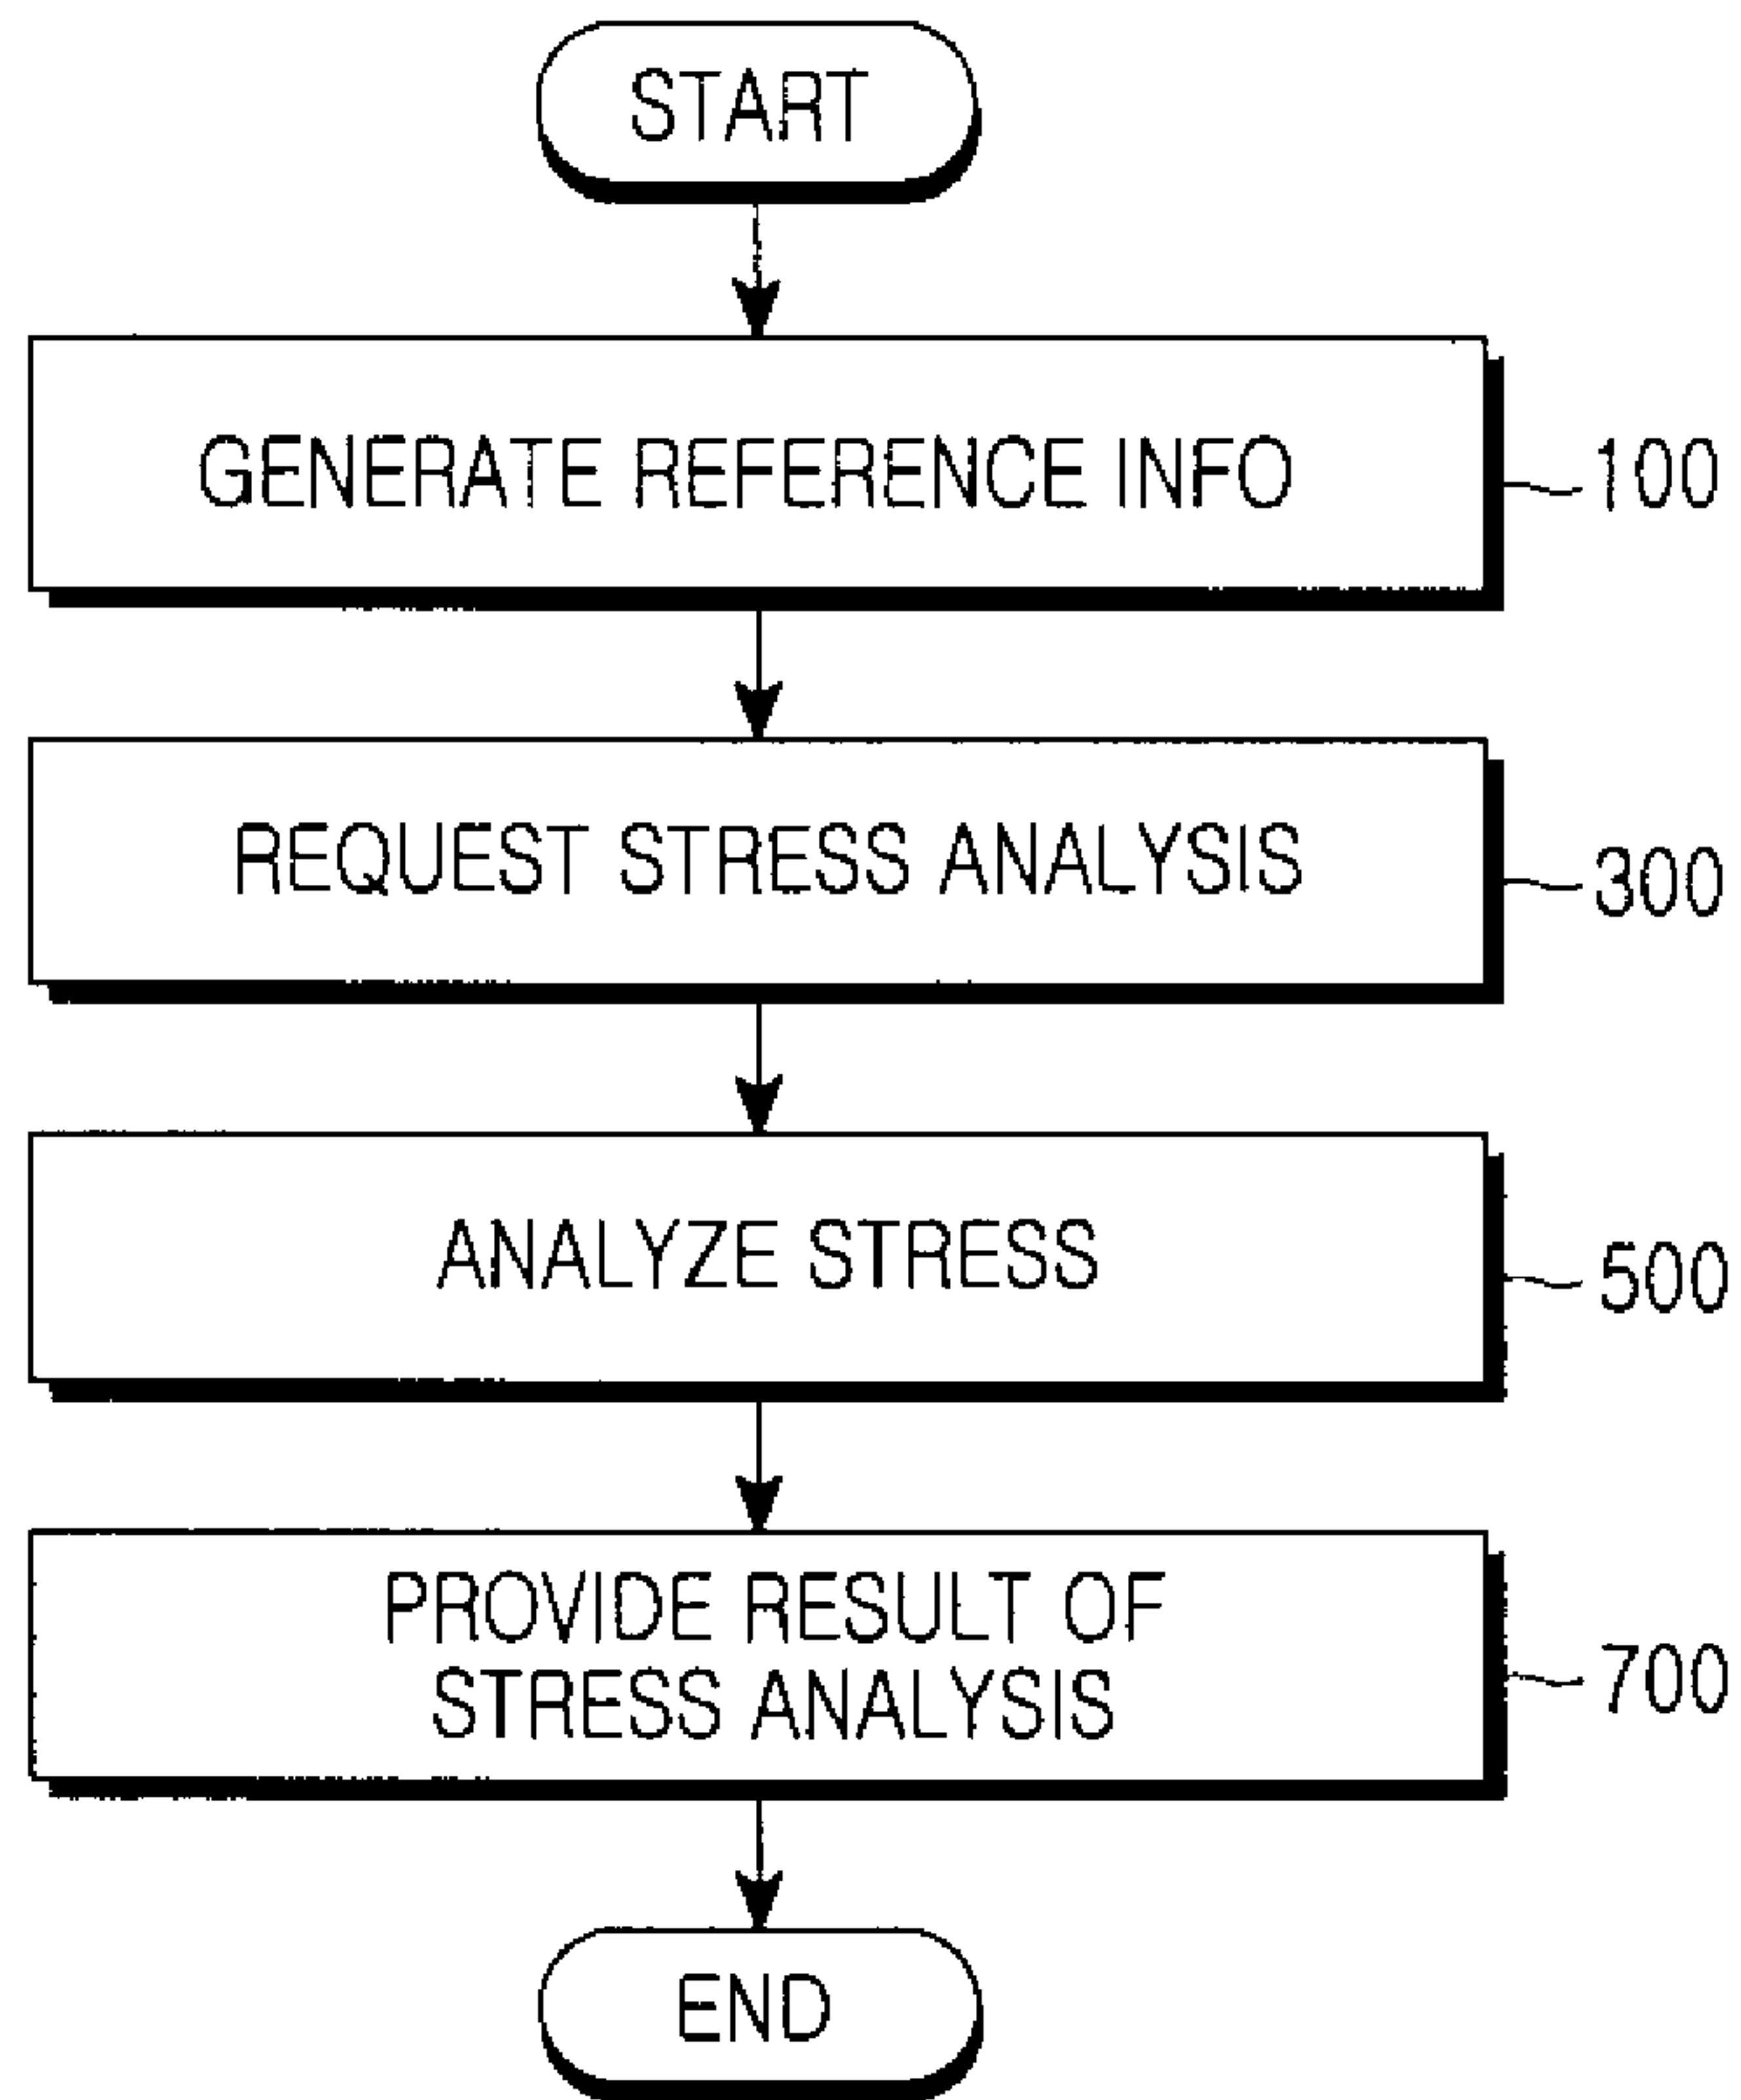 START
GENERATE REFERENCE INFO
100
REQUEST STRESS ANALYSIS
300
ANALYZE STRESS
500
PROVIDE RESULT OF
STRESS ANALYSIS
700
END